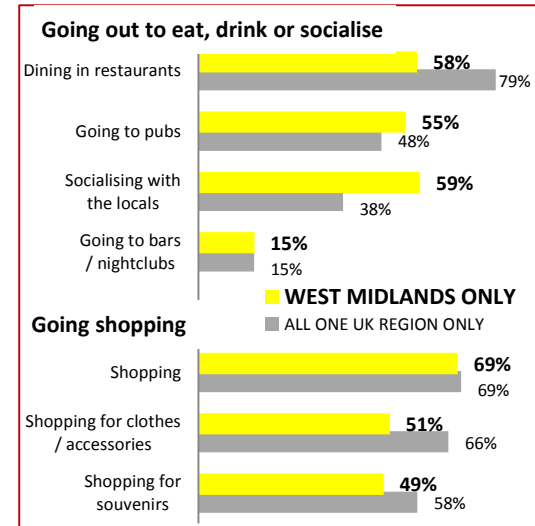 Going out to eat, drink or socialise
Dining in restaurants
58%
79%
Going to pubs
55%
48%
Socialising with
the locals
59%
38%
Going to bars
/ nightclubs
15%
15%
WEST MIDLANDS ONLY
ALL ONE UK REGION ONLY
Going shopping
Shopping
69%
69%
Shopping for clothes
/ accessories
51%
66%
Shopping for
souvenirs
49%
58%